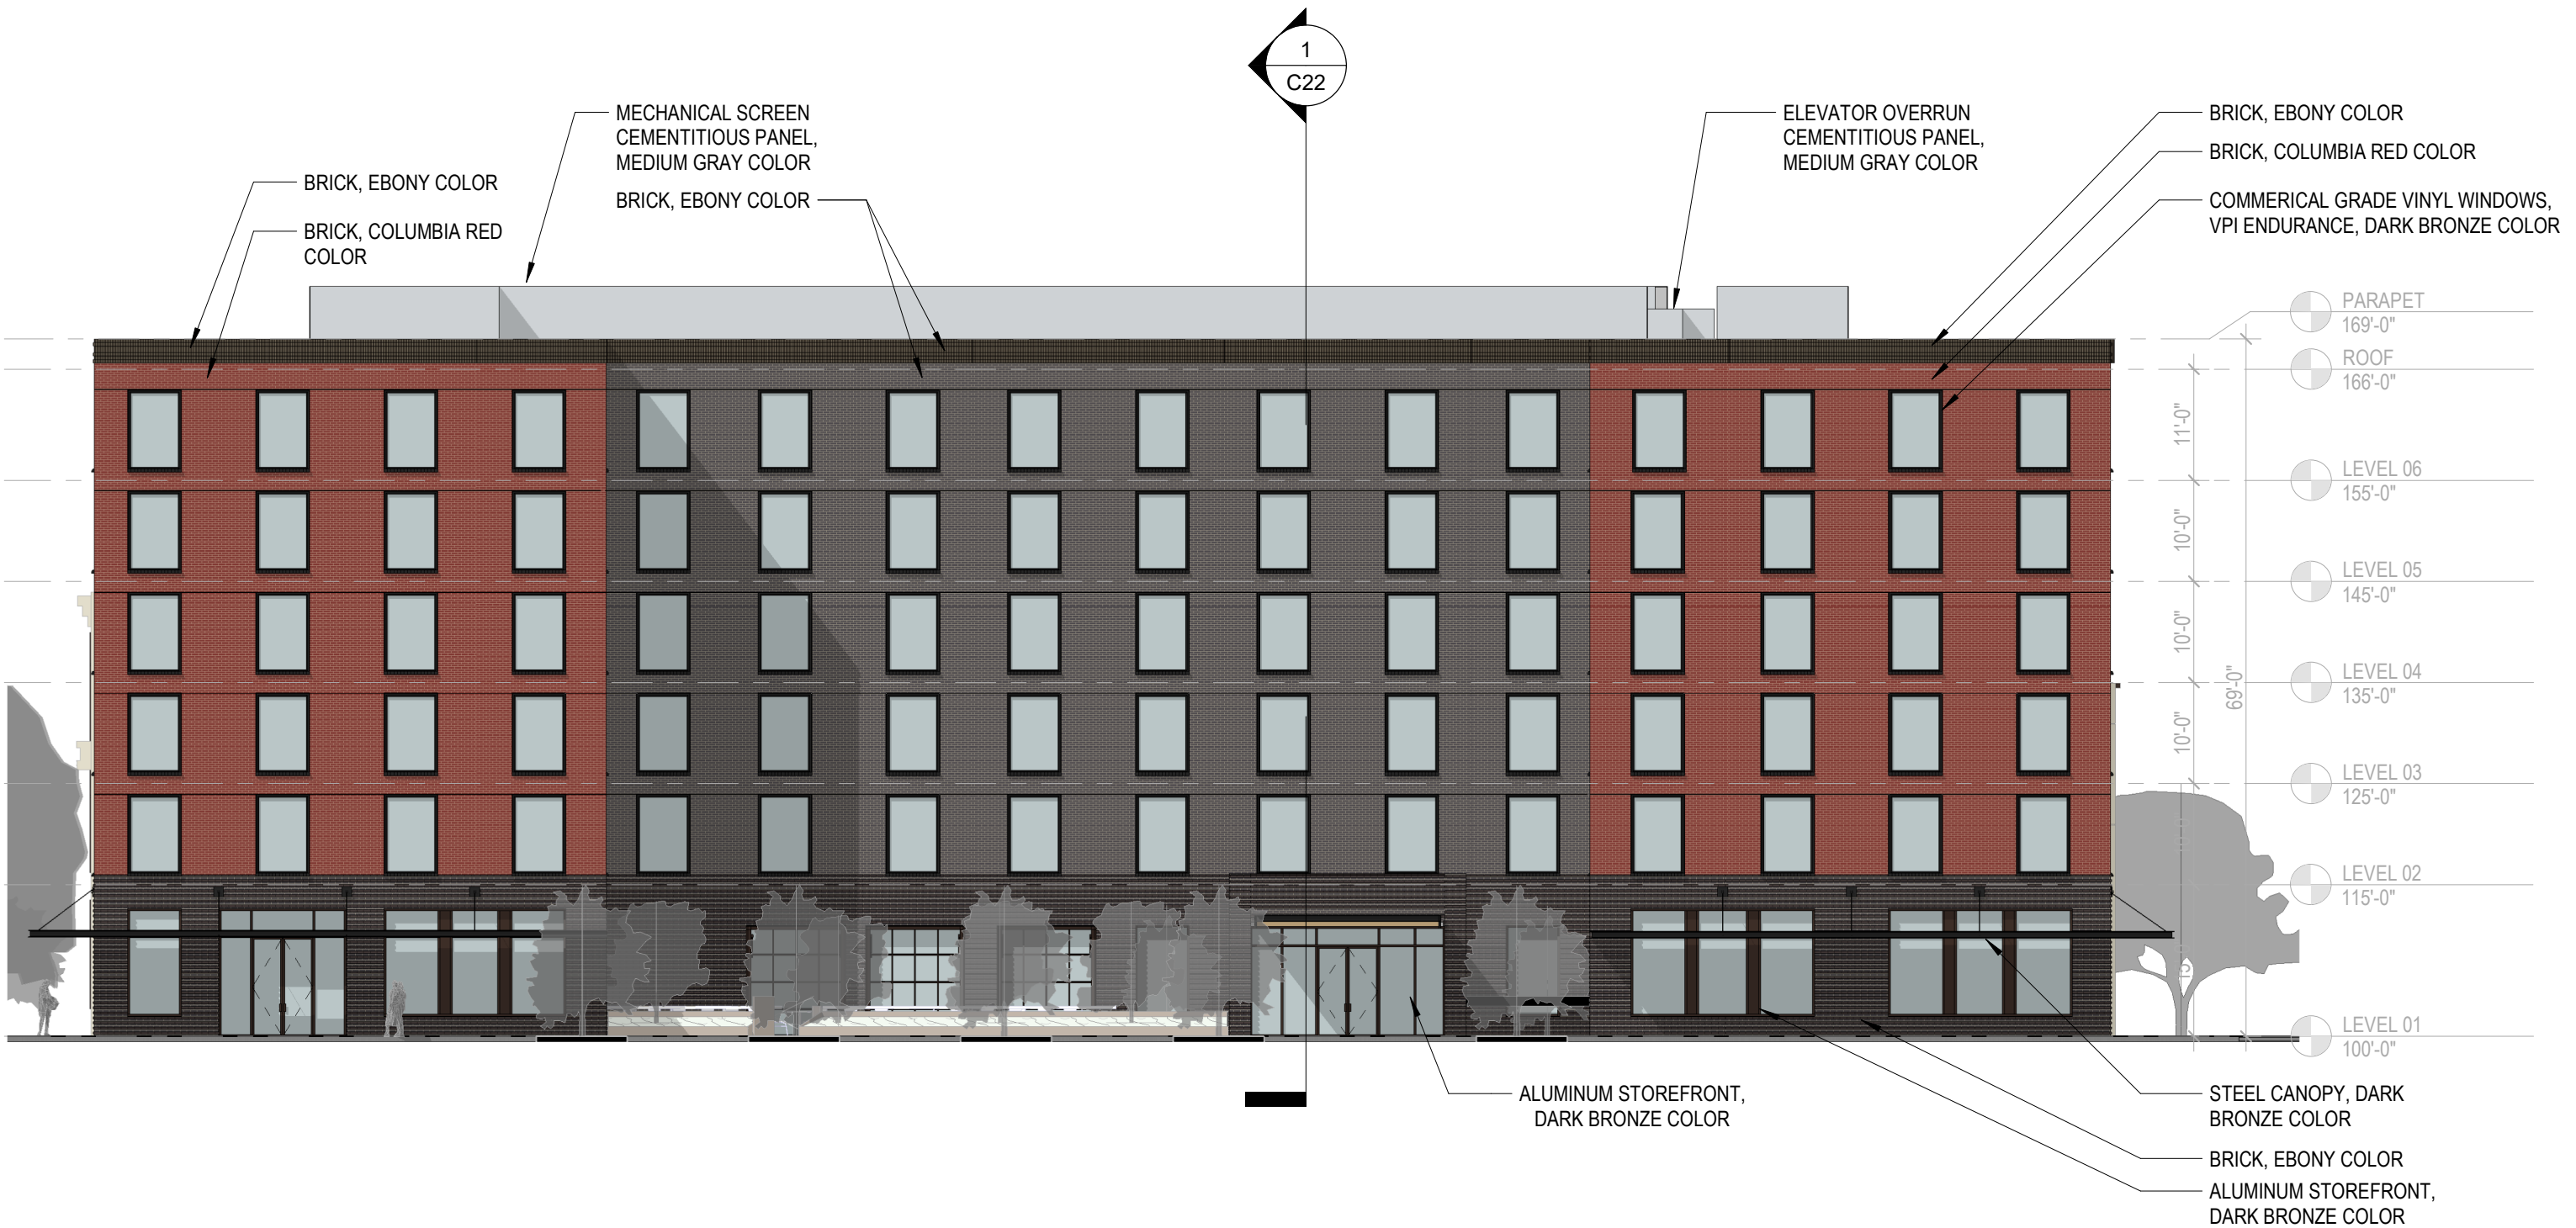 1
C22
MECHANICAL SCREEN
CEMENTITIOUS PANEL,
MEDIUM GRAY COLOR
BRICK, EBONY COLOR
BRICK, EBONY COLOR
BRICK, COLUMBIA RED
COLOR
ELEVATOR OVERRUN
CEMENTITIOUS PANEL,
MEDIUM GRAY COLOR
BRICK, EBONY COLOR
BRICK, COLUMBIA RED COLOR
COMMERICAL GRADE VINYL WINDOWS,
VPI ENDURANCE, DARK BRONZE COLOR
PARAPET
169'-0"
ROOF
166'-0"
11'-0"
LEVEL 06
155'-0"
10'-0"
LEVEL 05
145'-0"
10'-0"
LEVEL 04
135'-0"
69'-0"
10'-0"
LEVEL 03
125'-0"
LEVEL 02
115'-0"
LEVEL 01
100'-0"
ALUMINUM STOREFRONT,
DARK BRONZE COLOR
STEEL CANOPY, DARK
BRONZE COLOR
BRICK, EBONY COLOR
ALUMINUM STOREFRONT,
DARK BRONZE COLOR